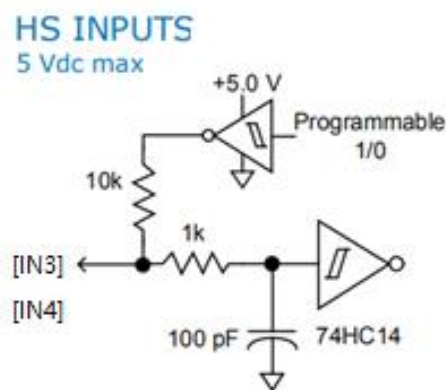 HS INPUTS
5 Vdc max
+5.0 V
Programmable
1/0
10k
1k
[IN3]
[IN4]
100 pF
74HC14